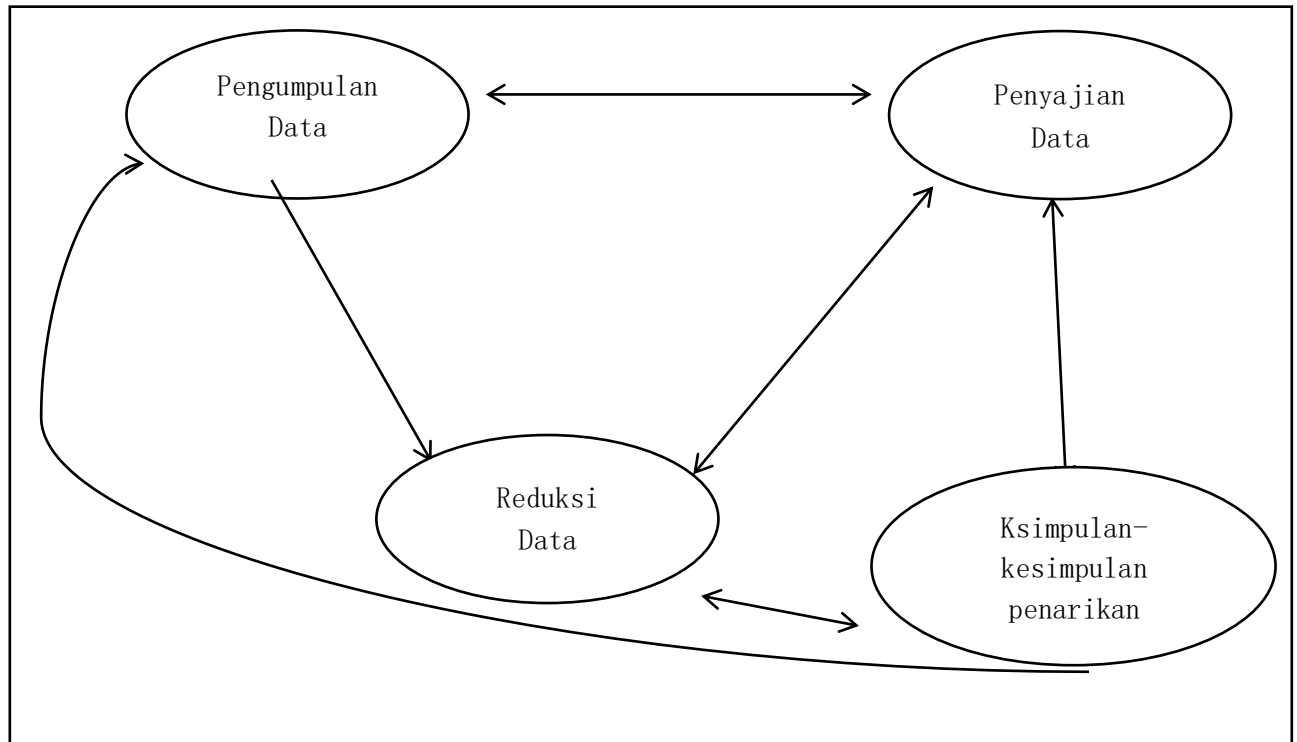 Pengumpulan
Data
Penyajian
Data
Reduksi
Data
Ksimpulan-
kesimpulan
penarikan